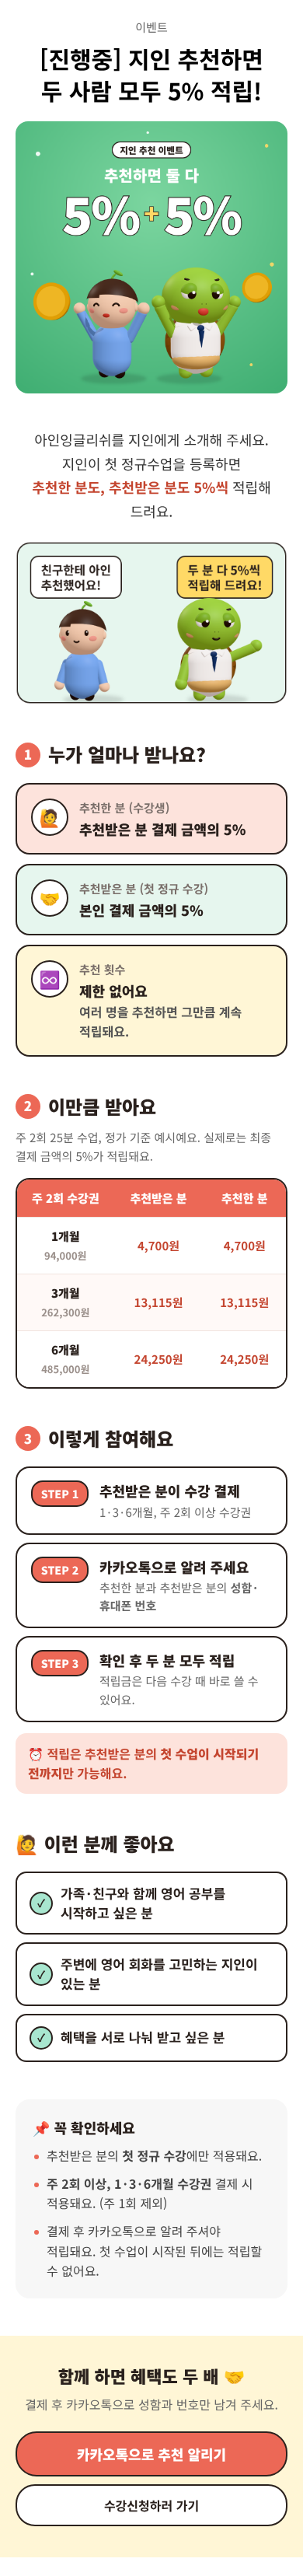 이벤트
[진행중] 지인 추천하면
두 사람 모두 5% 적립!
지인 추천 이벤트
추천하면 둘 다
5%+5%
아인잉글리쉬를 지인에게 소개해 주세요.
지인이 첫 정규수업을 등록하면
추천한 분도, 추천받은 분도 5%씩 적립해
드려요.
친구한테 아인
추천했어요!
두 분 다 5%씩
적립해 드려요!
1 누가 얼마나 받나요?
추천한 분 (수강생)
추천받은 분 결제 금액의 5%
추천받은 분 (첫 정규 수강)
본인 결제 금액의 5%
추천 횟수
제한 없어요
여러 명을 추천하면 그만큼 계속
적립돼요.
2 이만큼 받아요
주 2회 25분 수업, 정가 기준 예시예요. 실제로는 최종
결제 금액의 5%가 적립돼요.
주 2회 수강권 추천받은 분 추천한 분
1개월
94,000원 4,700원 4,700원
3개월
262,300원 13,115원 13,115원
6개월
485,000원 24,250원 24,250원
3 이렇게 참여해요
STEP 1 추천받은 분이 수강 결제
1·3·6개월, 주 2회 이상 수강권
STEP 2 카카오톡으로 알려 주세요
추천한 분과 추천받은 분의 성함·
휴대폰 번호
STEP 3 확인 후 두 분 모두 적립
적립금은 다음 수강 때 바로 쓸 수
있어요.
⏰ 적립은 추천받은 분의 첫 수업이 시작되기
전까지만 가능해요.
🙋 이런 분께 좋아요
✓ 가족·친구와 함께 영어 공부를
시작하고 싶은 분
✓ 주변에 영어 회화를 고민하는 지인이
있는 분
✓ 혜택을 서로 나눠 받고 싶은 분
📌 꼭 확인하세요
추천받은 분의 첫 정규 수강에만 적용돼요.
주 2회 이상, 1·3·6개월 수강권 결제 시
적용돼요. (주 1회 제외)
결제 후 카카오톡으로 알려 주셔야
적립돼요. 첫 수업이 시작된 뒤에는 적립할
수 없어요.
함께 하면 혜택도 두 배 🤝
결제 후 카카오톡으로 성함과 번호만 남겨 주세요.
카카오톡으로 추천 알리기
수강신청하러 가기